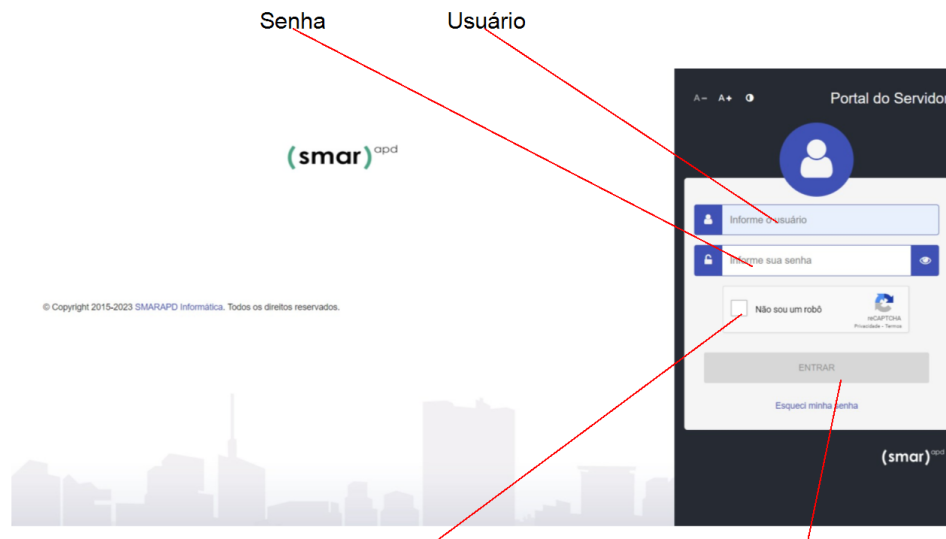 Senha Usuário
A- A+ Portal do Servidor
(smar)apd
Informe o usuário
Informe sua senha
© Copyright 2015-2023 SMARAPD Informática. Todos os direitos reservados.
Não sou um robô
reCAPTCHA
Privacidade - Termos
ENTRAR
Esqueci minha senha
(smar)apd